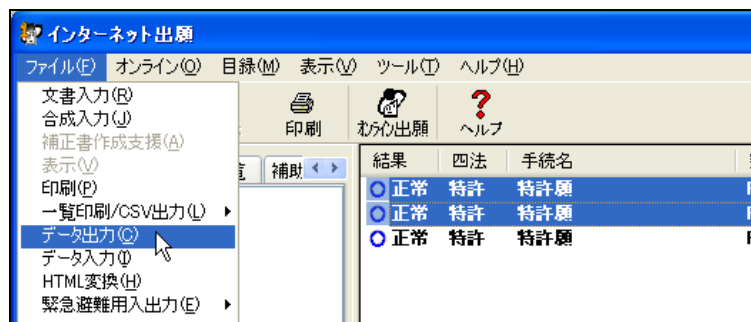 インターネット出願
ファイル(F) オンライン(O) 目録(M) 表示(V) ツール(T) ヘルプ(H)
文書入力(R)
合成入力(J)
補正書作成支援(A)
表示(V)
印刷(P)
一覧印刷/CSV出力(L)
データ出力(C)
データ入力(I)
HTML変換(H)
緊急避難用入出力(E)
印刷 オンライン出願 ヘルプ
補助
結果 四法 手続名
正常 特許 特許願
正常 特許 特許願
正常 特許 特許願